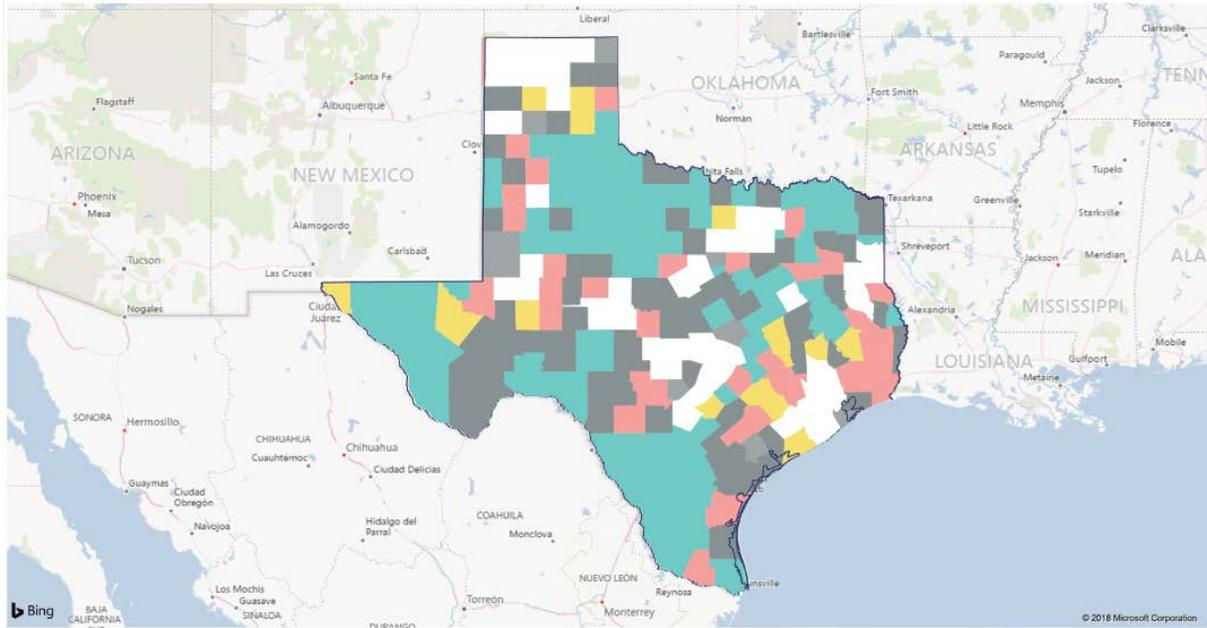 Liberal
Bartlesville
Clarksville
Paragould
Santa Fe
OKLAHOMA
Jackson
TENN
Flagstaff
Albuquerque
Fort Smith
Memphis
Norman
Little Rock
Florence
ARIZONA
Clov
ARKANSAS
NEW MEXICO
hita Falls
Tupelo
Phoenix
Mesa
Texarkana
Greenville
Starkville
Alamogordo
Carlsbad
Shreveport
Jackson
Meridian
ALA
Tucson
Las Cruces
MISSISSIPPI
Nogales
Ciudad
Juárez
Alexandria
Mobile
LOUISIANA
Gulfport
Metairie
SONORA
Hermosillo
CHIHUAHUA
Chihuahua
Cuauhtémoc
Ciudad Delicias
Guaymas
Ciudad
Obregón
COAHUILA
Navojoa
Hidalgo del
Parral
Monclova
Los Mochis
NUEVO LEÓN
unsville
Guasave
Reynosa
SINALOA
Torreón
Monterrey
BAJA
CALIFORNIA
DURANGO
Bing
© 2018 Microsoft Corporation